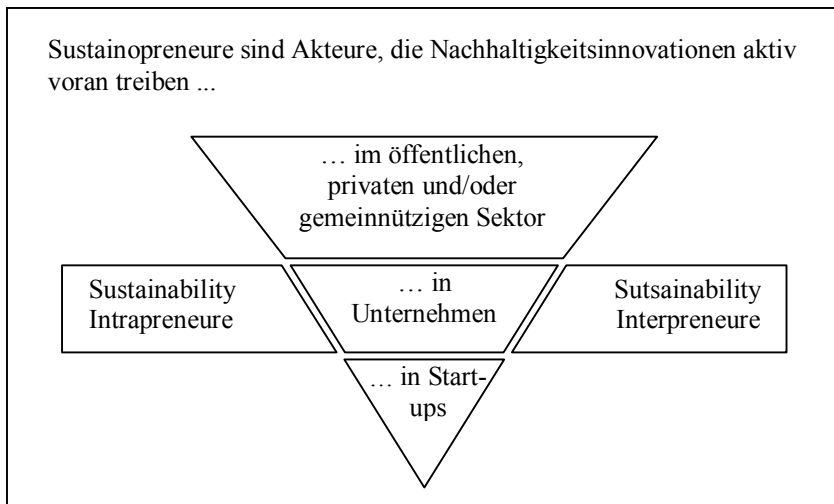 Sustainopreneure sind Akteure, die Nachhaltigkeitsinnovationen aktiv
voran treiben ...
… im öffentlichen,
privaten und/oder
gemeinnützigen Sektor
Sustainability
Intrapreneure
… in
Unternehmen
Sutsainability
Interpreneure
… in Start-
ups